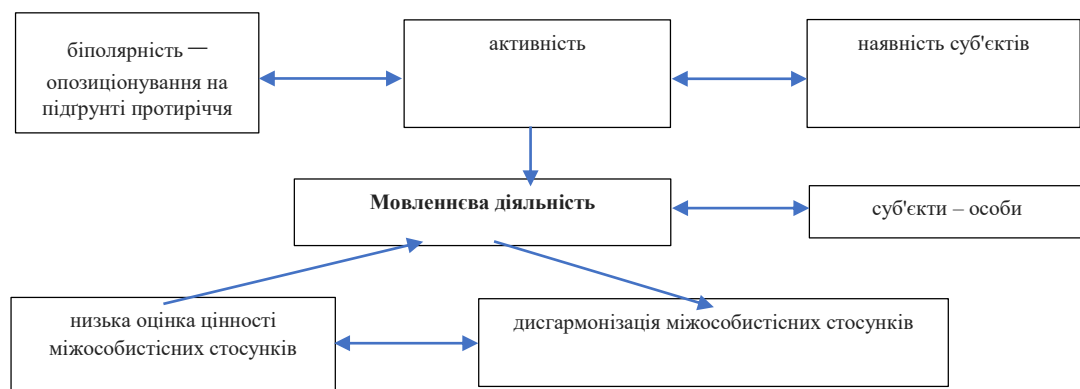 біполярність —
опозиціонування на
підґрунті протиріччя
активність
наявність суб'єктів
Мовленнєва діяльність
суб'єкти – особи
низька оцінка цінності
міжособистісних стосунків
дисгармонізація міжособистісних стосунків